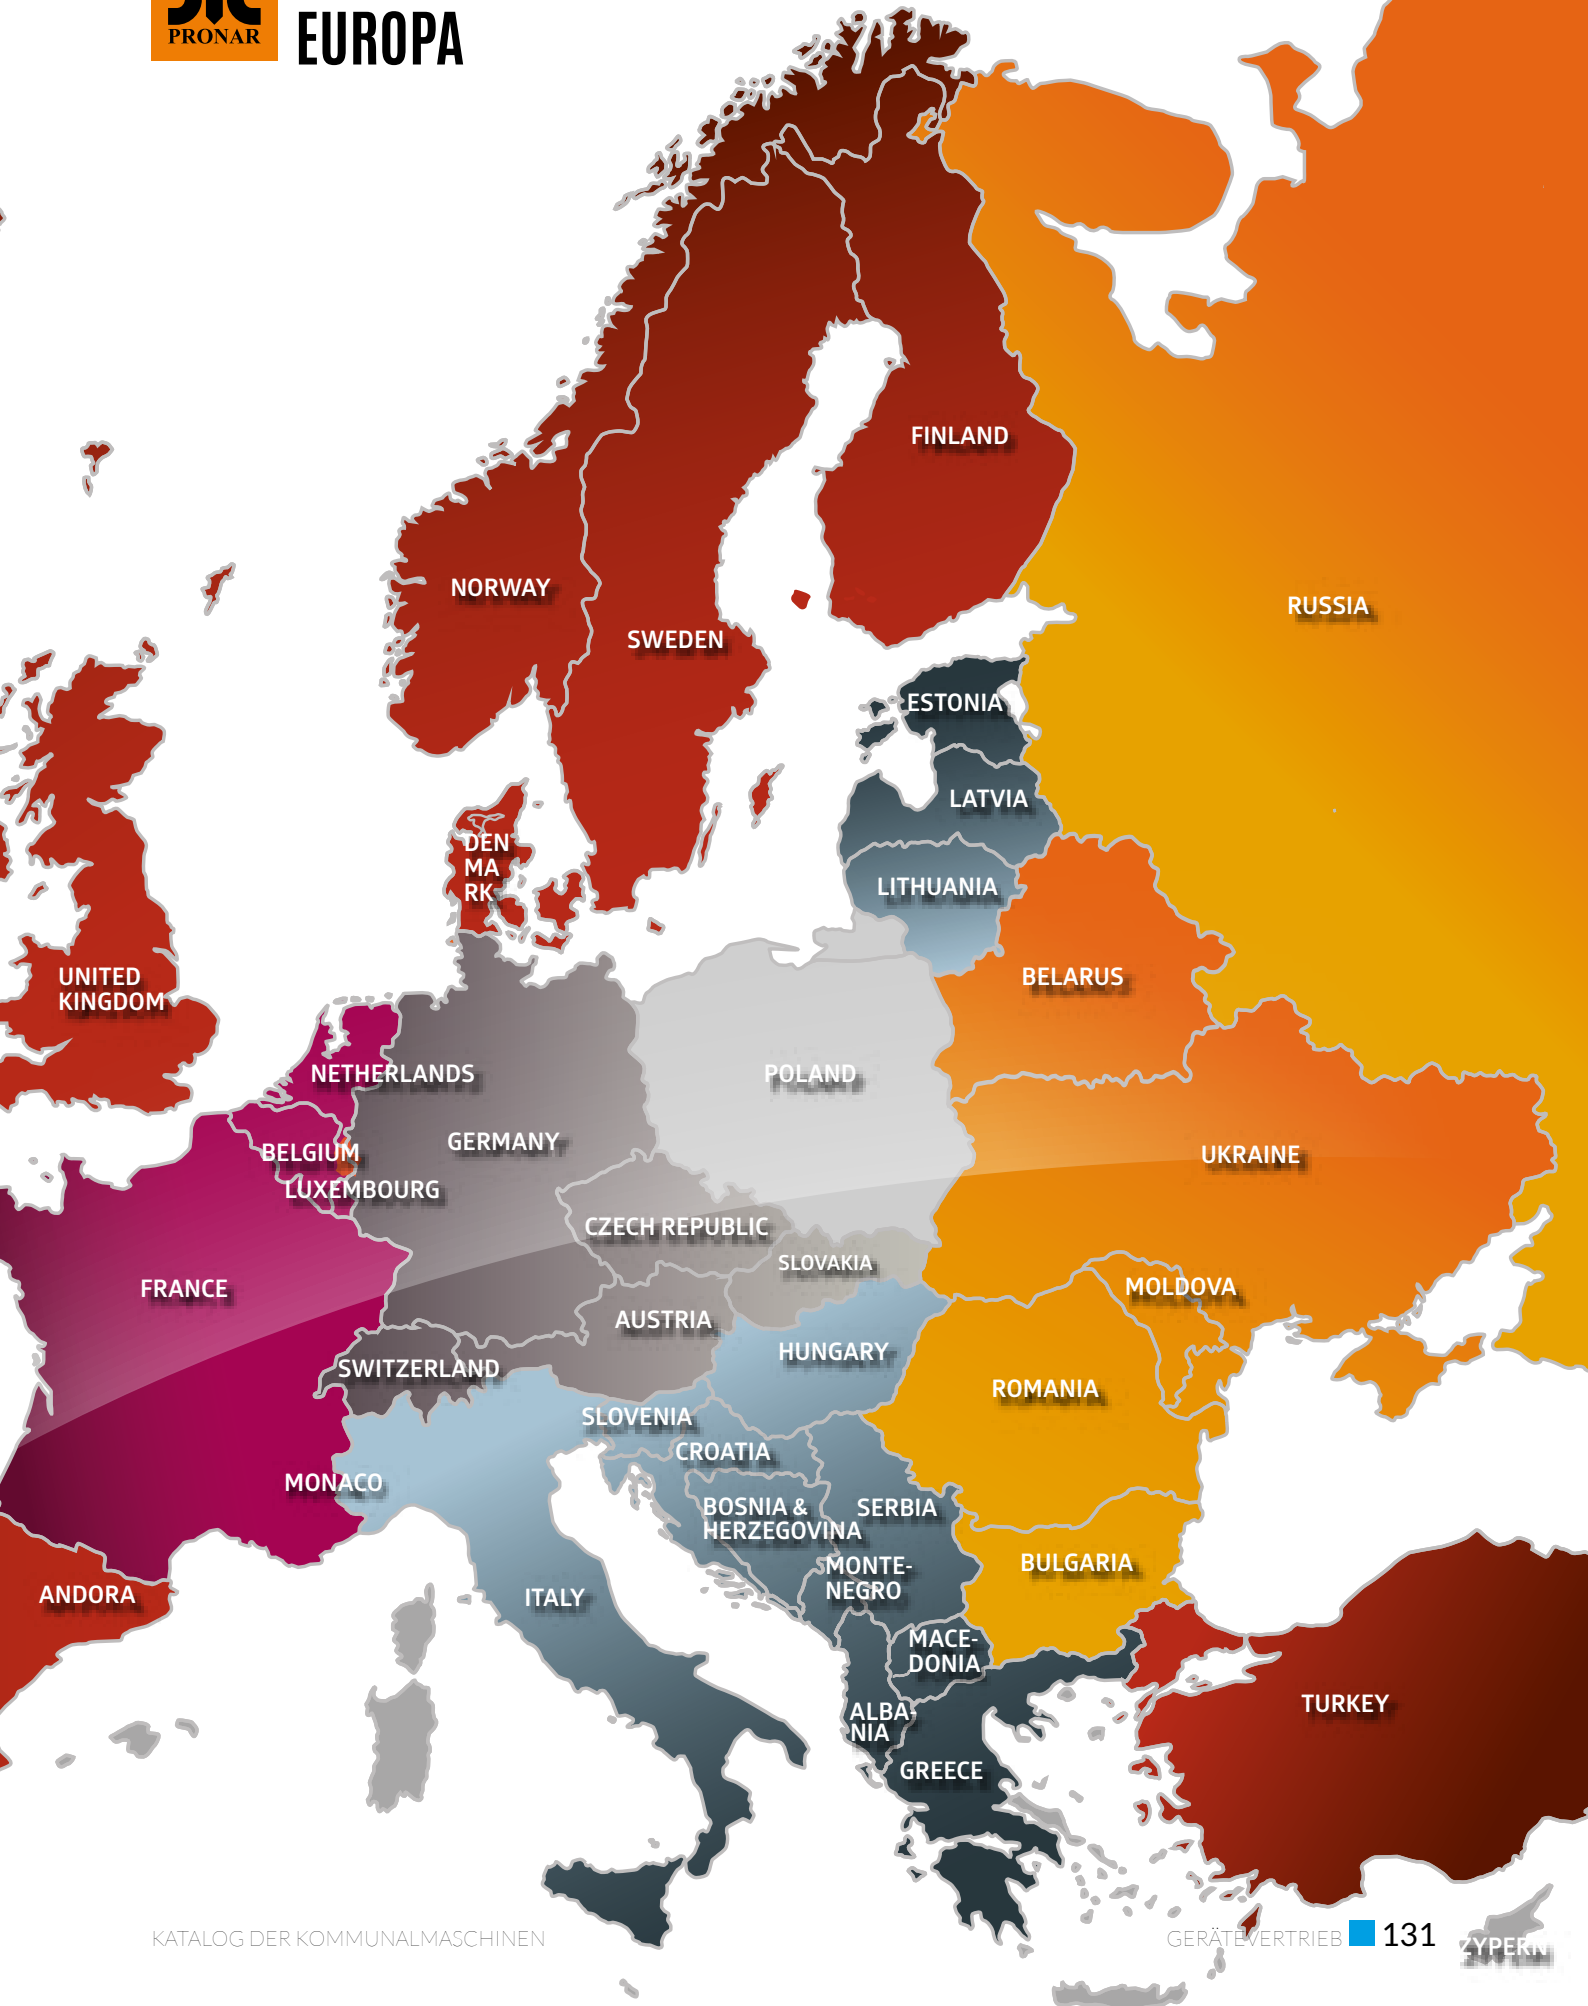 PRONAR
EUROPA
FINLAND
NORWAY
RUSSIA
SWEDEN
ESTONIA
LATVIA
DEN
MA
RK
LITHUANIA
UNITED
KINGDOM
BELARUS
NETHERLANDS
POLAND
GERMANY
BELGIUM
UKRAINE
LUXEMBOURG
CZECH REPUBLIC
SLOVAKIA
FRANCE
MOLDOVA
AUSTRIA
HUNGARY
SWITZERLAND
ROMANIA
SLOVENIA
CROATIA
MONACO
BOSNIA &
HERZEGOVINA
SERBIA
BULGARIA
MONTE-
NEGRO
ANDORA
ITALY
MACE-
DONIA
TURKEY
ALBA-
NIA
GREECE
KATALOG DER KOMMUNALMASCHINEN
GERÄTEVERTRIEB 131
ZYPERN